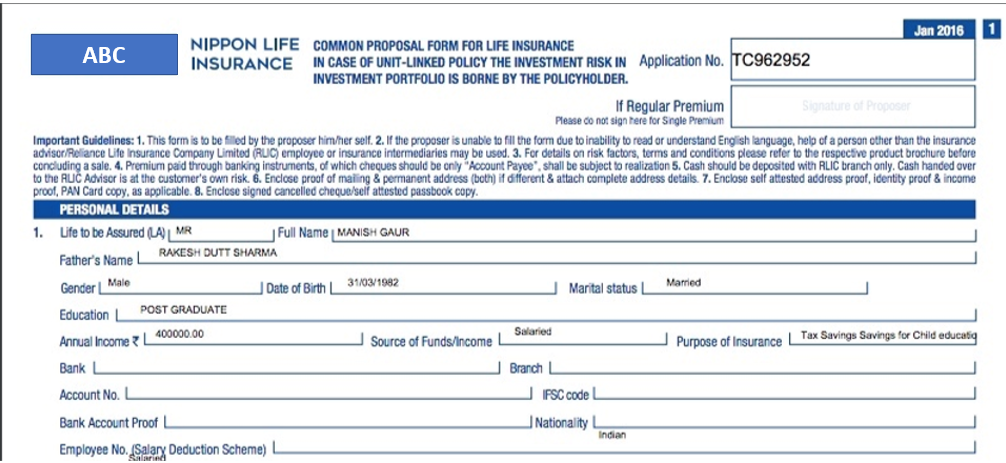 Jan 2016 1
ABC NIPPON LIFE INSURANCE
COMMON PROPOSAL FORM FOR LIFE INSURANCE
IN CASE OF UNIT-LINKED POLICY THE INVESTMENT RISK IN
INVESTMENT PORTFOLIO IS BORNE BY THE POLICYHOLDER.
Application No. TC962952
If Regular Premium
Please do not sign here for Single Premium
Signature of Proposer
Important Guidelines: 1. This form is to be filled by the proposer him/her self. 2. If the proposer is unable to fill the form due to inability to read or understand English language, help of a person other than the insurance
advisor/Reliance Life Insurance Company Limited (RLIC) employee or insurance intermediaries may be used. 3. For details on risk factors, terms and conditions please refer to the respective product brochure before
concluding a sale. 4. Premium paid through banking instruments, of which cheques should be only "Account Payee", shall be subject to realization 5. Cash should be deposited with RLIC branch only. Cash handed over
to the RLIC Advisor is at the customer's own risk. 6. Enclose proof of mailing & permanent address (both) if different & attach complete address details. 7. Enclose self attested address proof, identity proof & income
proof, PAN Card copy, as applicable. 8. Enclose signed cancelled cheque/self attested passbook copy.
PERSONAL DETAILS
1. Life to be Assured (LA) MR Full Name MANISH GAUR
Father's Name RAKESH DUTT SHARMA
Gender Male Date of Birth 31/03/1982 Marital status Married
Education POST GRADUATE
Annual Income ₹ 400000.00 Source of Funds/Income Salaried Purpose of Insurance Tax Savings Savings for Child educatio
Bank Branch
Account No. IFSC code
Bank Account Proof Nationality Indian
Employee No. (Salary Deduction Scheme)
Salaried